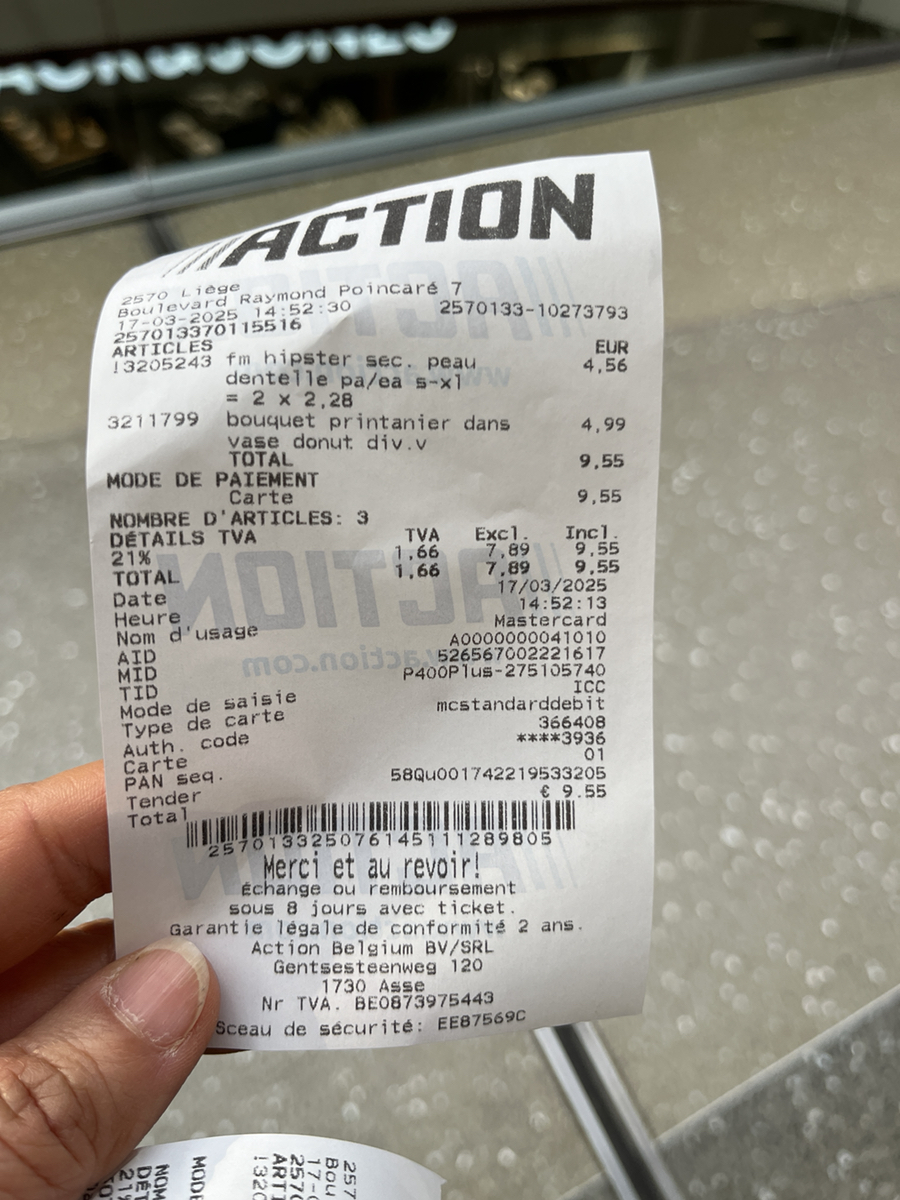 ACTION
2570 Liège
Boulevard Raymond Poincaré 7
17-03-2025 14:52:30 2570133-10273793
257013370115516
ARTICLES EUR
!3205243 fm hipster sec. peau 4,56
dentelle pa/ea s-xl
= 2 x 2,28
3211799 bouquet printanier dans 4,99
vase donut div.v
TOTAL 9,55
MODE DE PAIEMENT
Carte 9,55
NOMBRE D'ARTICLES: 3
DÉTAILS TVA TVA Excl. Incl.
21% 1,66 7,89 9,55
TOTAL 1,66 7,89 9,55
Date 17/03/2025
Heure 14:52:13
Nom d'usage Mastercard
AID A0000000041010
MID 526567002221617
TID P400Plus-275105740
Mode de saisie ICC
Type de carte mcstandarddebit
Auth. code 366408
Carte ****3936
PAN seq. 01
Tender 58Qu001742219533205
Total € 9.55
257013325076145111289805
Merci et au revoir!
Échange ou remboursement
sous 8 jours avec ticket.
Garantie légale de conformité 2 ans.
Action Belgium BV/SRL
Gentsesteenweg 120
1730 Asse
Nr TVA. BE0873975443
Sceau de sécurité: EE87569C